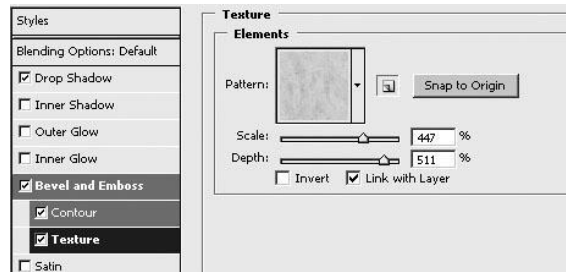 Styles
Blending Options: Default
Drop Shadow
Inner Shadow
Outer Glow
Inner Glow
Bevel and Emboss
Contour
Texture
Satin
Texture
Elements
Pattern:
Snap to Origin
Scale: 447 %
Depth: 511 %
Invert Link with Layer